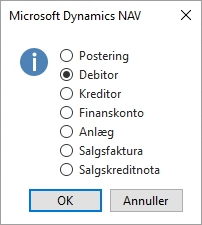 Microsoft Dynamics NAV
Postering
Debitor
Kreditor
Finanskonto
Anlæg
Salgsfaktura
Salgskreditnota
OK
Annuller